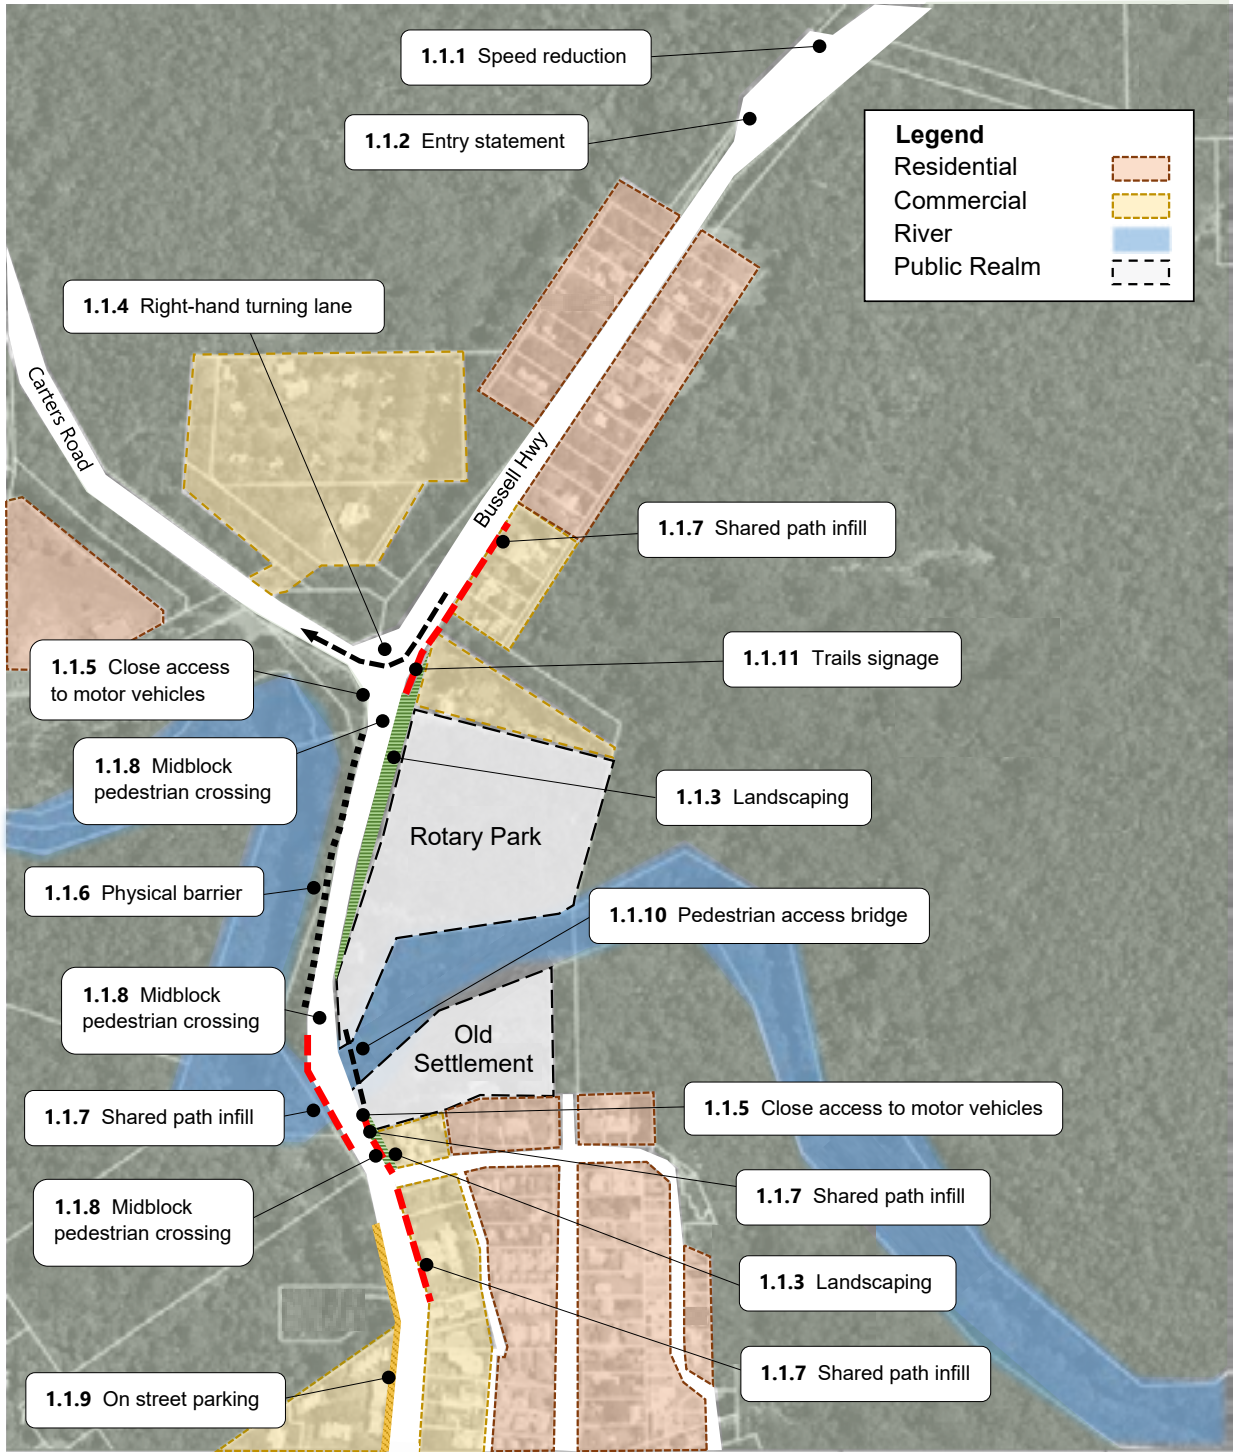 1.1.1 Speed reduction
1.1.2 Entry statement
Legend
Residential
Commercial
River
Public Realm
1.1.4 Right-hand turning lane
Carters Road
Bussell Hwy
1.1.7 Shared path infill
1.1.5 Close access
to motor vehicles
1.1.11 Trails signage
1.1.8 Midblock
pedestrian crossing
1.1.3 Landscaping
Rotary Park
1.1.6 Physical barrier
1.1.10 Pedestrian access bridge
1.1.8 Midblock
pedestrian crossing
Old
Settlement
1.1.7 Shared path infill
1.1.5 Close access to motor vehicles
1.1.8 Midblock
pedestrian crossing
1.1.7 Shared path infill
1.1.3 Landscaping
1.1.7 Shared path infill
1.1.9 On street parking